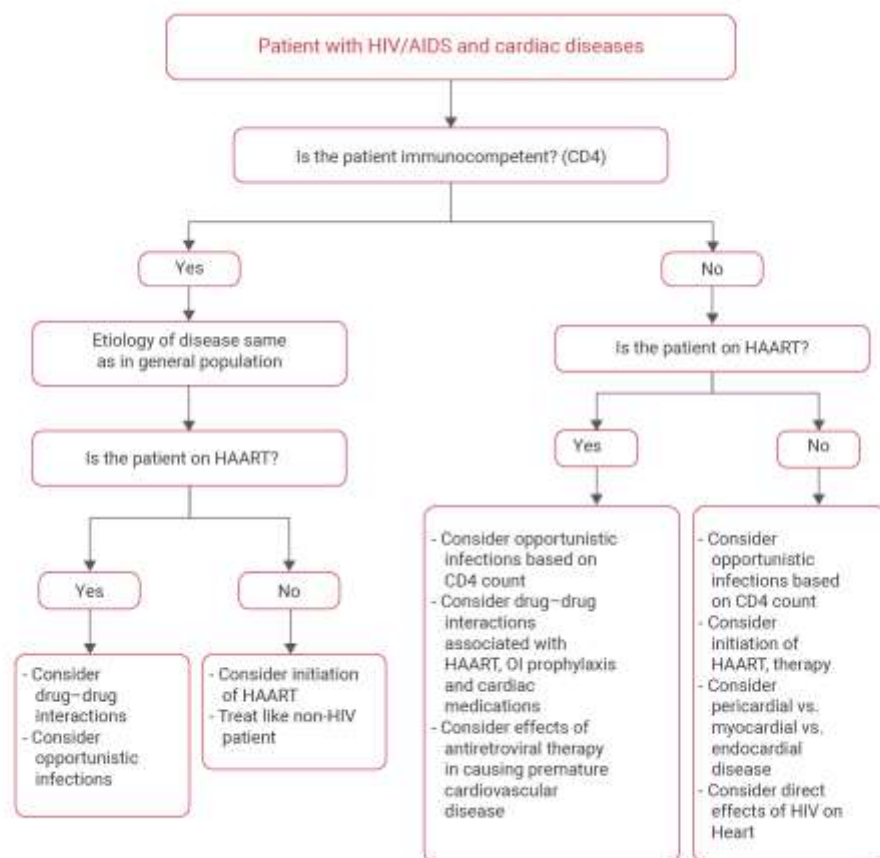 Patient with HIV/AIDS and cardiac diseases
Is the patient immunocompetent? (CD4)
Yes
No
Etiology of disease same
as in general population
Is the patient on HAART?
Is the patient on HAART?
Yes
No
Yes
No
- Consider
drug–drug
interactions
- Consider
opportunistic
infections
- Consider initiation
of HAART
- Treat like non-HIV
patient
- Consider opportunistic
infections based on
CD4 count
- Consider drug–drug
interactions
associated with
HAART, OI prophylaxis
and cardiac
medications
- Consider effects of
antiretroviral therapy
in causing premature
cardiovascular
disease
- Consider
opportunistic
infections based
on CD4 count
- Consider
initiation of
HAART, therapy
- Consider
pericardial vs.
myocardial vs.
endocardial
disease
- Consider direct
effects of HIV on
Heart